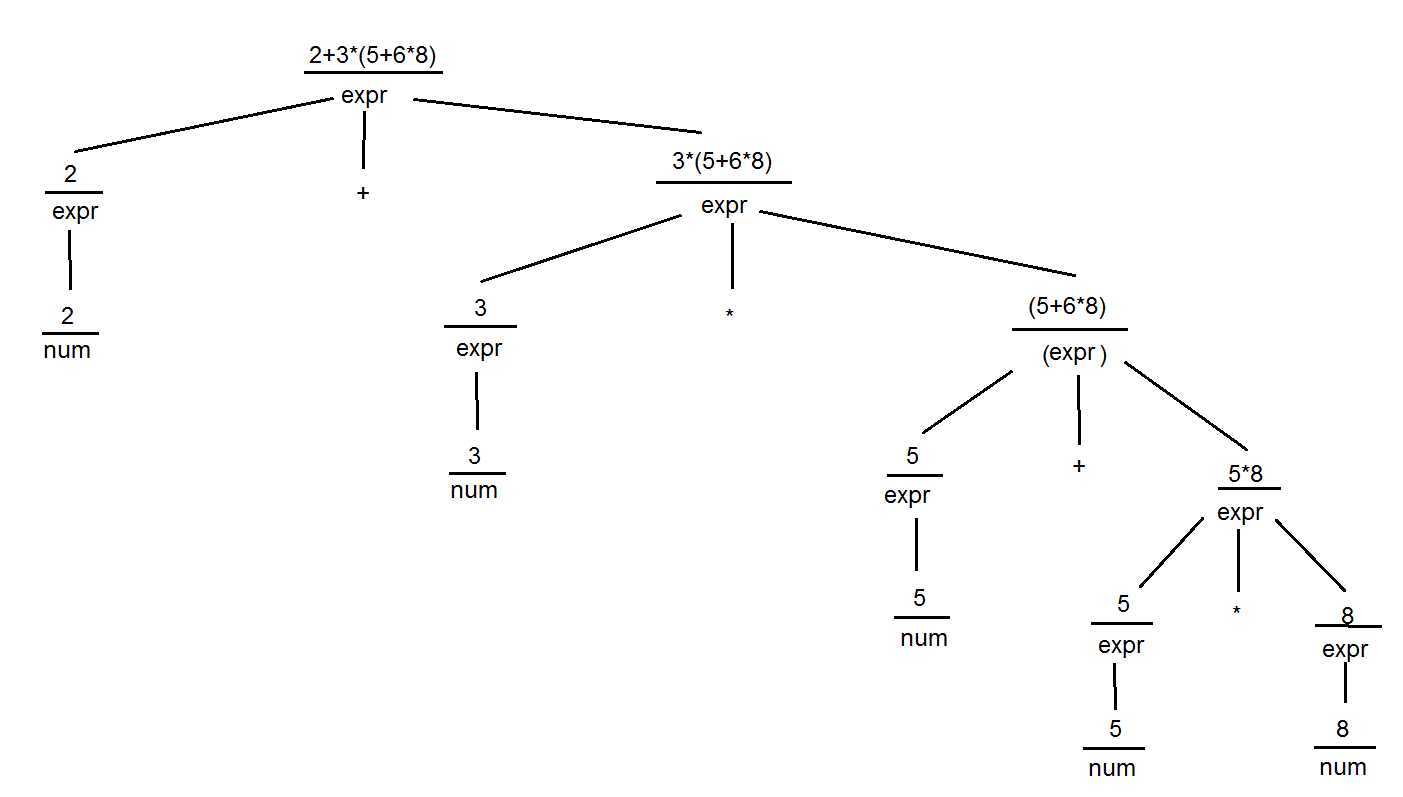 2+3*(5+6*8)
expr
2
expr
+
3*(5+6*8)
expr
2
num
3
expr
*
(5+6*8)
(expr )
3
num
5
expr
+
5*8
expr
5
num
5
expr
*
8
expr
5
num
8
num